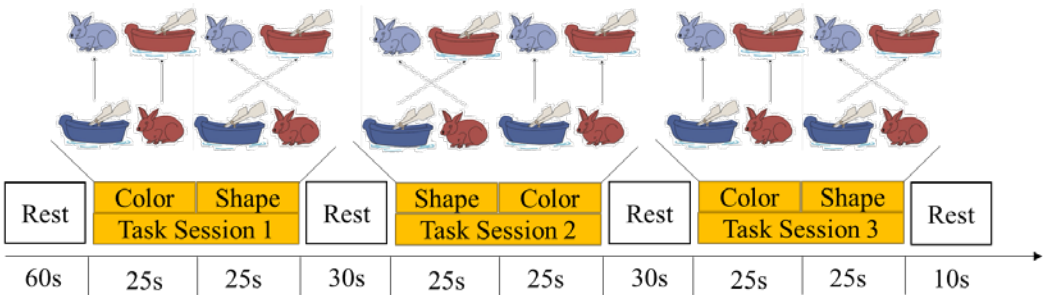 Color Shape Shape Color Color Shape
Rest Task Session 1 Rest Task Session 2 Rest Task Session 3 Rest
60s 25s 25s 30s 25s 25s 30s 25s 25s 10s